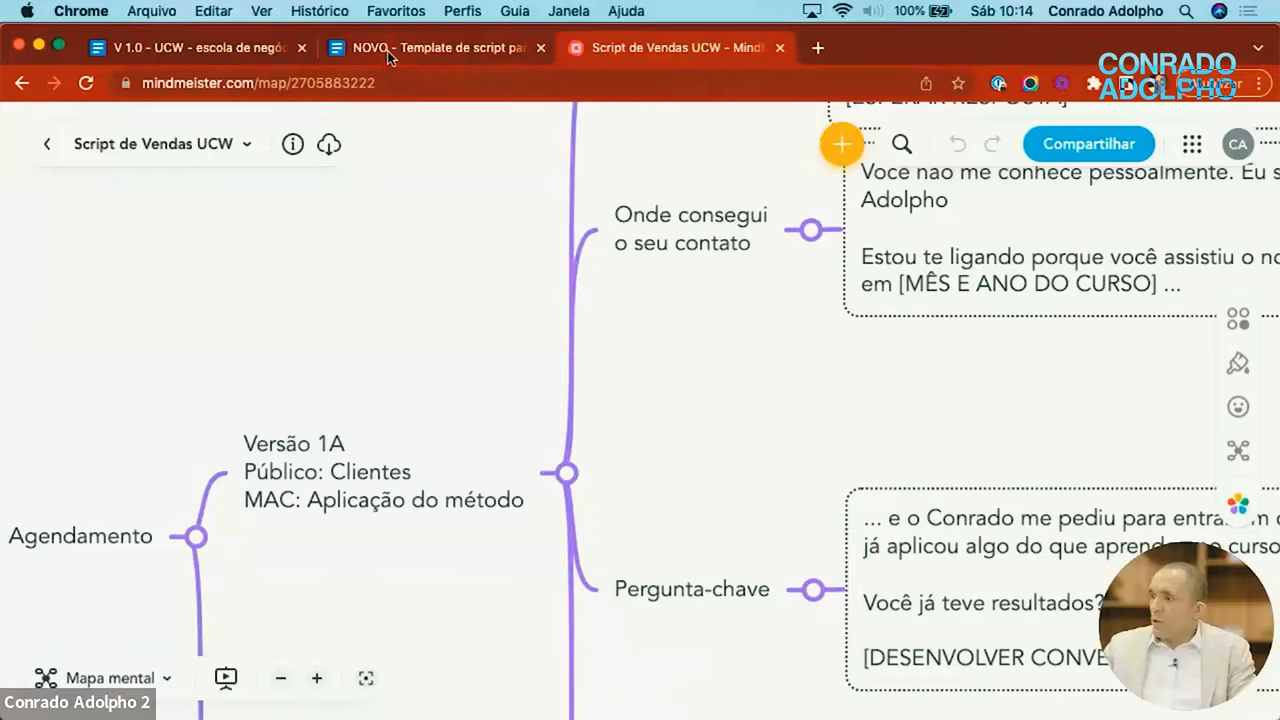 Chrome Arquivo Editar Ver Histórico Favoritos Perfis Guia Janela Ajuda 100% Sáb 10:14 Conrado Adolpho
V 1.0 - UCW - escola de negóc
NOVO - Template de script pa
Script de Vendas UCW - Mind
mindmeister.com/map/2705883222
CONRADO
ADOLPHO
Script de Vendas UCW
Compartilhar
CA
Você não me conhece pessoalmente. Eu s
Adolpho
Estou te ligando porque você assistiu o no
em [MÊS E ANO DO CURSO] ...
Onde consegui
o seu contato
Versão 1A
Público: Clientes
MAC: Aplicação do método
Agendamento
... e o Conrado me pediu para entra
já aplicou algo do que aprend
curso
Você já teve resultados?
[DESENVOLVER CONVE
Pergunta-chave
Mapa mental
Conrado Adolpho 2